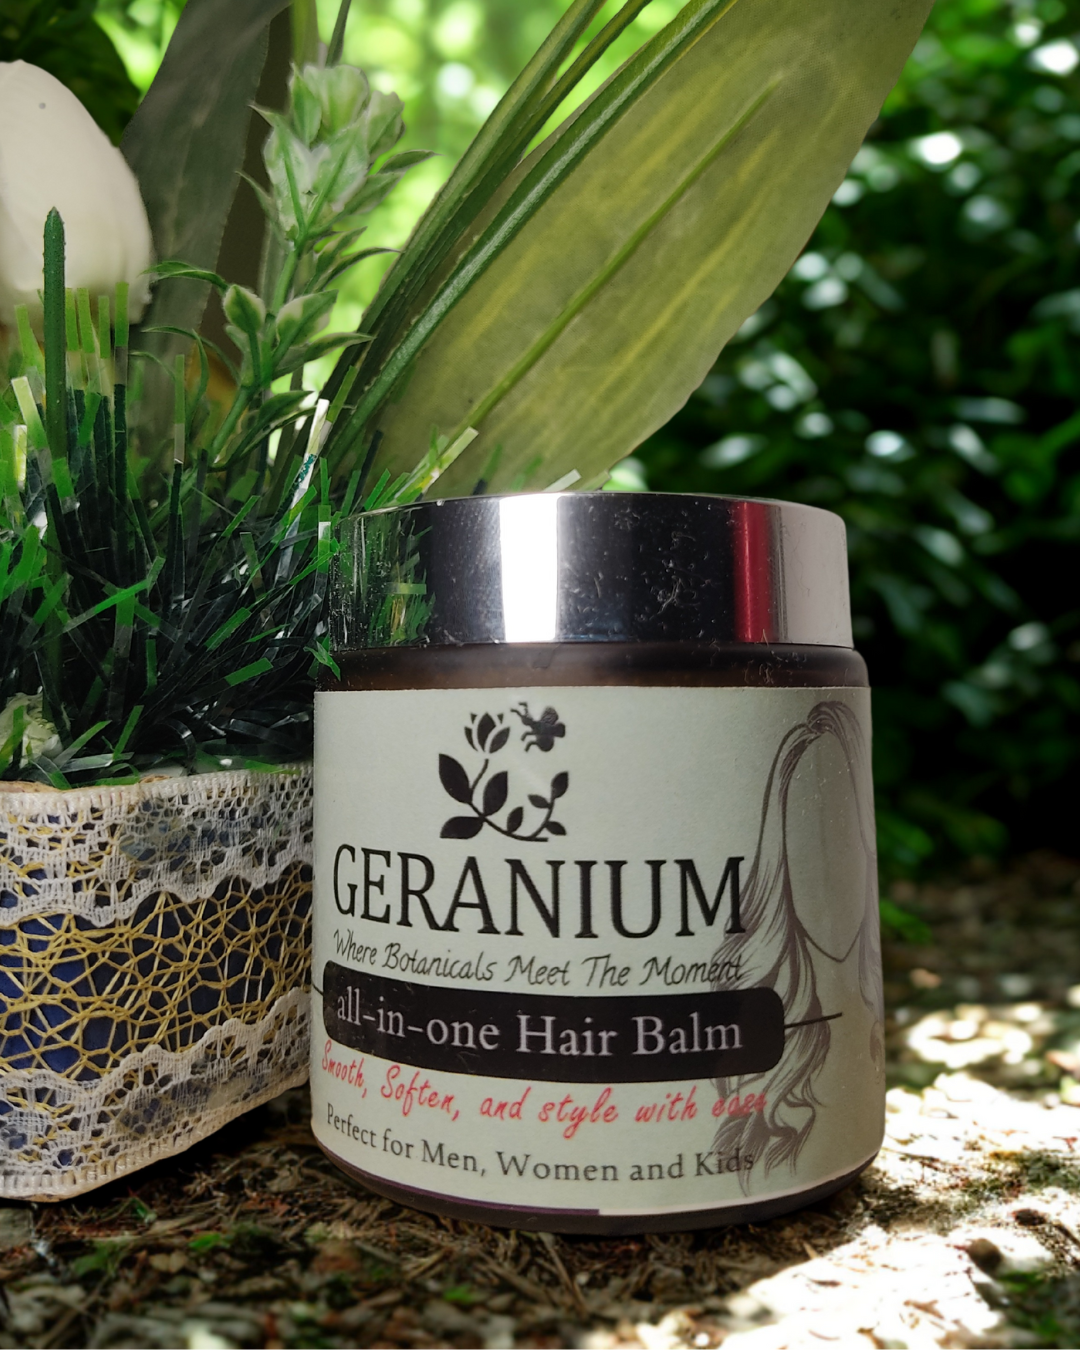 GERANIUM
Where Botanicals Meet The Moment
all-in-one Hair Balm
Smooth, Soften, and style with ease
Perfect for Men, Women and Kids